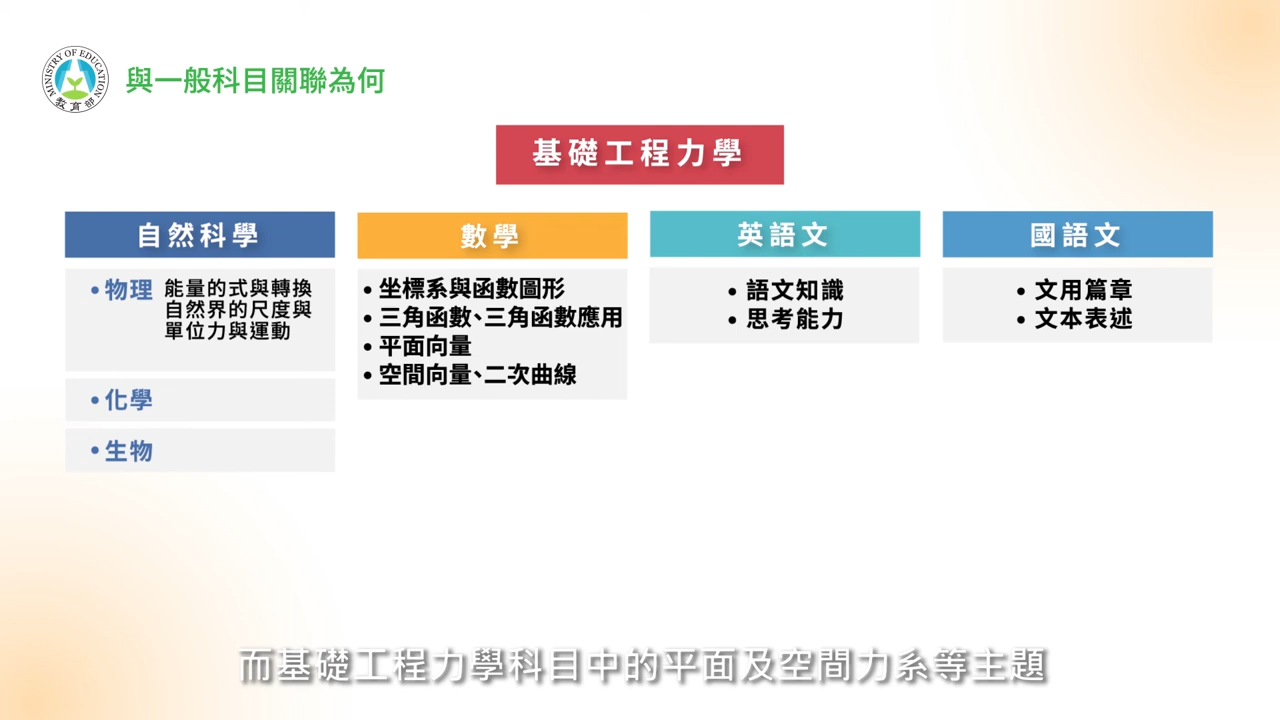 MINISTRY OF EDUCATION
教育部
與一般科目關聯為何
基礎工程力學
自然科學
•物理 能量的式與轉換
自然界的尺度與
單位力與運動
•化學
•生物
數學
•坐標系與函數圖形
•三角函數、三角函數應用
•平面向量
•空間向量、二次曲線
英語文
•語文知識
•思考能力
國語文
•文用篇章
•文本表述
而基礎工程力學科目中的平面及空間力系等主題